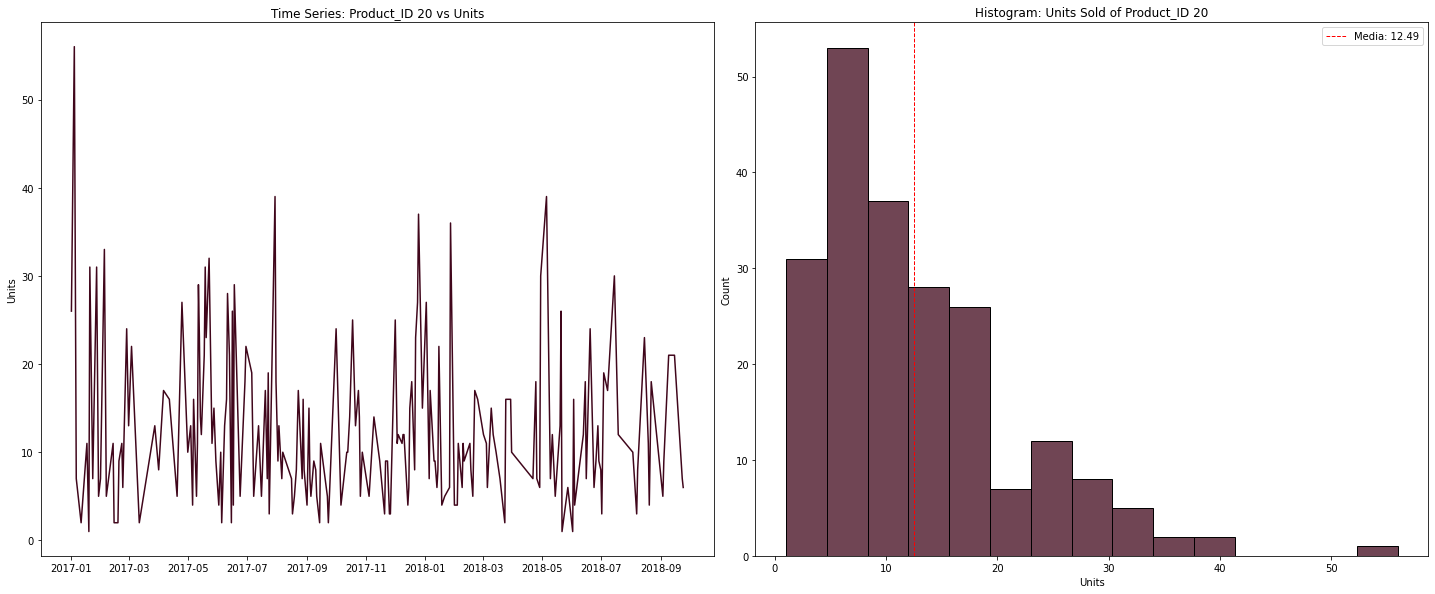 Time Series: Product_ID 20 vs Units
Units
50
40
30
20
10
0
2017-01 2017-03 2017-05 2017-07 2017-09 2017-11 2018-01 2018-03 2018-05 2018-07 2018-09
Histogram: Units Sold of Product_ID 20
Media: 12.49
Count
50
40
30
20
10
0
0 10 20 30 40 50
Units